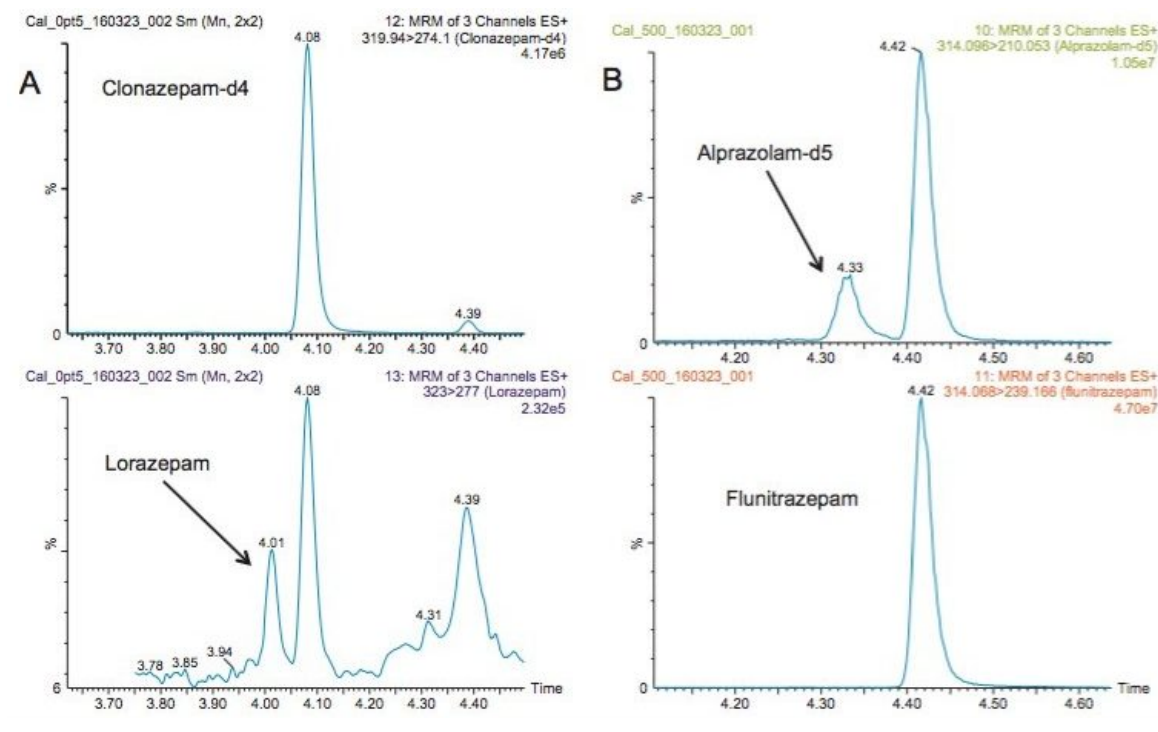 Cal_0pt5_160323_002 Sm (Mn, 2x2)
12: MRM of 3 Channels ES+
319.94>274.1 (Clonazepam-d4)
4.17e6
A
Clonazepam-d4
4.08
4.39
%
0
3.70 3.80 3.90 4.00 4.10 4.20 4.30 4.40
Cal_0pt5_160323_002 Sm (Mn, 2x2)
13: MRM of 3 Channels ES+
323>277 (Lorazepam)
2.32e5
Lorazepam
4.08
4.39
4.01
4.31
3.94
3.85
3.78
%
6
Time
3.70 3.80 3.90 4.00 4.10 4.20 4.30 4.40
Cal_500_160323_001
10: MRM of 3 Channels ES+
314.096>210.053 (Alprazolam-d5)
1.05e7
B
4.42
Alprazolam-d5
4.33
%
0
4.20 4.30 4.40 4.50 4.60
Cal_500_160323_001
11: MRM of 3 Channels ES+
314.068>239.166 (flunitrazepam)
4.70e7
4.42
Flunitrazepam
%
0
Time
4.20 4.30 4.40 4.50 4.60